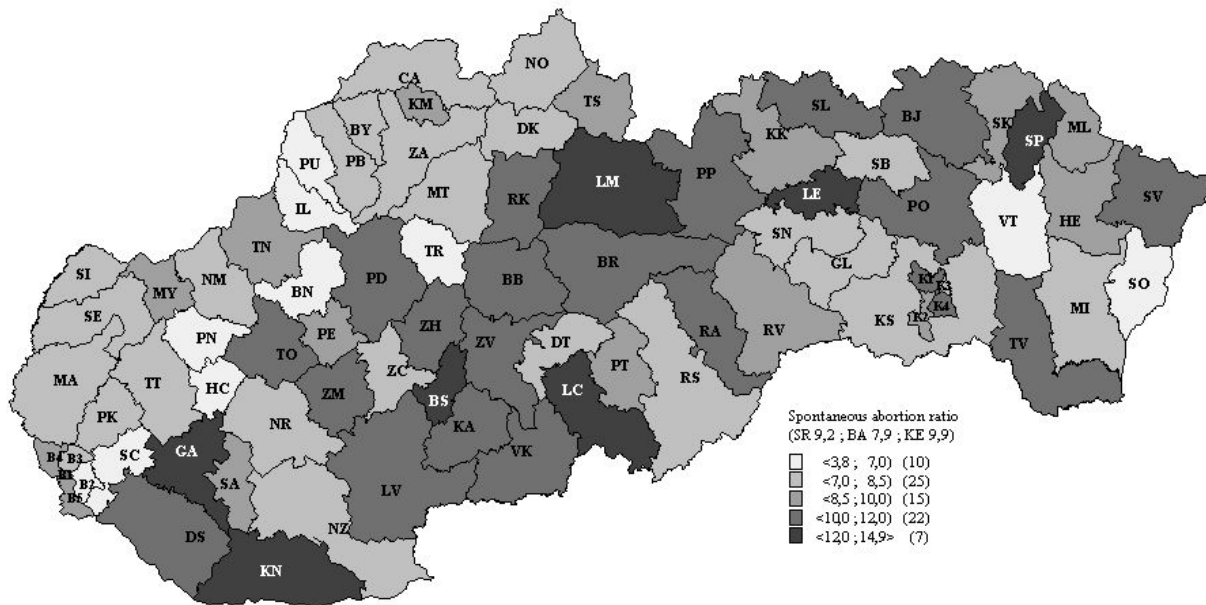 NO
CA
KM
TS
SL
BJ
SK
ML
BY
DK
KK
SP
PU
PB
ZA
SB
IL
MT
RK
LM
PP
LE
PO
VT
HE
SV
TN
TR
SN
SI
NM
BN
PD
BB
BR
GL
K1
K3
SO
MY
SE
PN
TO
PE
ZH
ZV
DT
RA
RV
KS
K2
K4
MI
TV
MA
TT
HC
ZM
ZC
BS
LC
PT
RS
PK
NR
KA
VK
B4
B3
SC
GA
B1
B2
B5
SA
LV
DS
NZ
KN
Spontaneous abortion ratio
(SR 9,2 ; BA 7,9 ; KE 9,9)
<3,8 ; 7,0) (10)
<7,0 ; 8,5) (25)
<8,5 ; 10,0) (15)
<10,0 ; 12,0) (22)
<12,0 ; 14,9> (7)